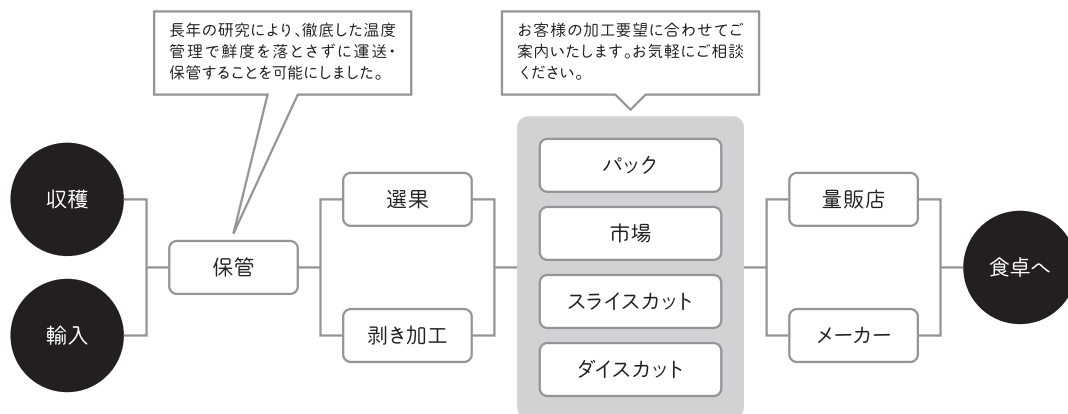 長年の研究により、徹底した温度
管理で鮮度を落とさずに運送・
保管することを可能にしました。
お客様の加工要望に合わせてご
案内いたします。お気軽にご相談
ください。
収穫
輸入
保管
選果
剥き加工
パック
市場
スライスカット
ダイスカット
量販店
メーカー
食卓へ